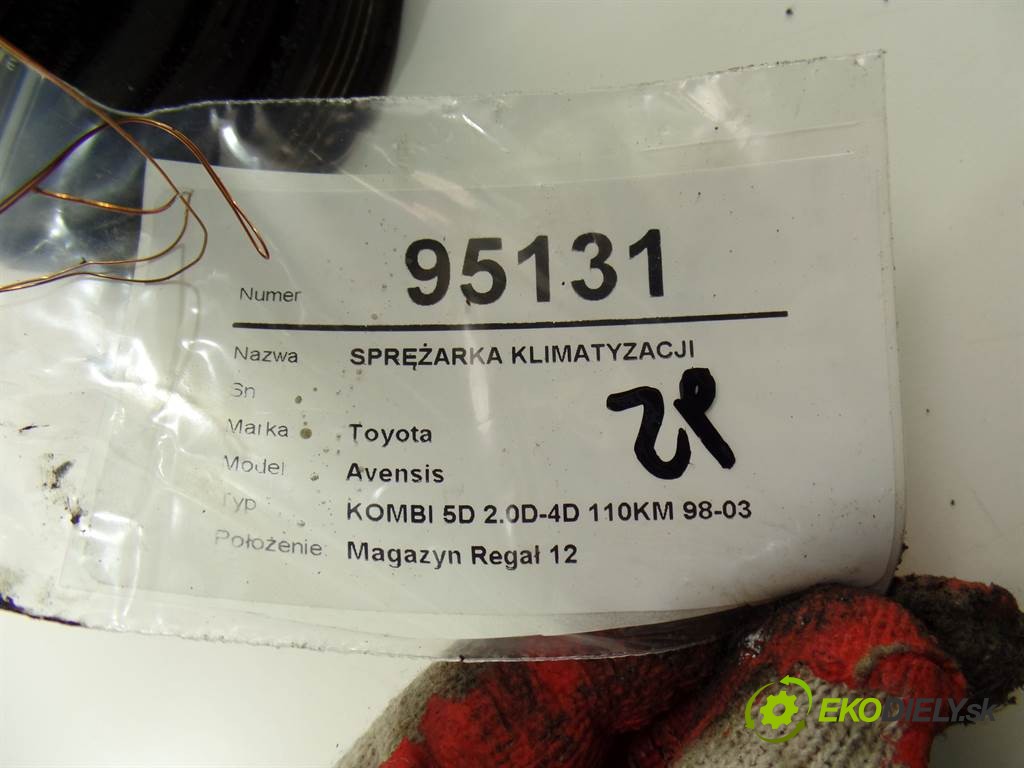 Numer 95131
Nazwa SPRĘŻARKA KLIMATYZACJI
Sn
Marka Toyota
Model Avensis
Typ KOMBI 5D 2.0D-4D 110KM 98-03
Położenie: Magazyn Regał 12
EKODIELY.sk